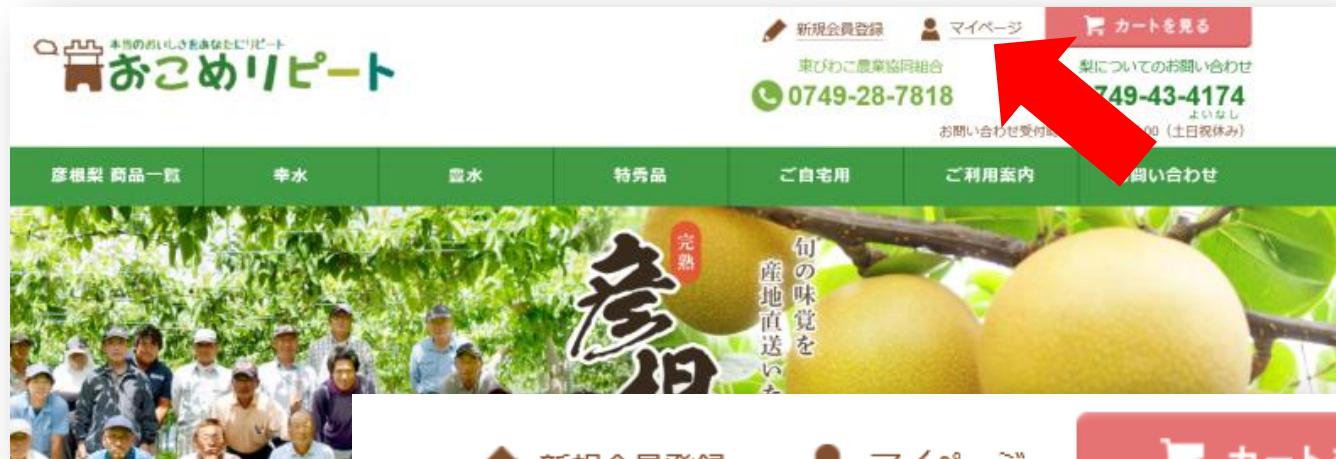 本当のおいしさをあなたにリピート
おこめリピート
新規会員登録 マイページ カートを見る
東びわこ農業協同組合 梨についてのお問い合わせ
0749-28-7818 749-43-4174
よいなし
お問い合わせ受付時 00（土日祝休み）
彦根梨 商品一覧 幸水 豊水 特秀品 ご自宅用 ご利用案内 問い合わせ
完熟
彦根
旬の味覚を
産地直送いた
新規会員登録 マイページ カート